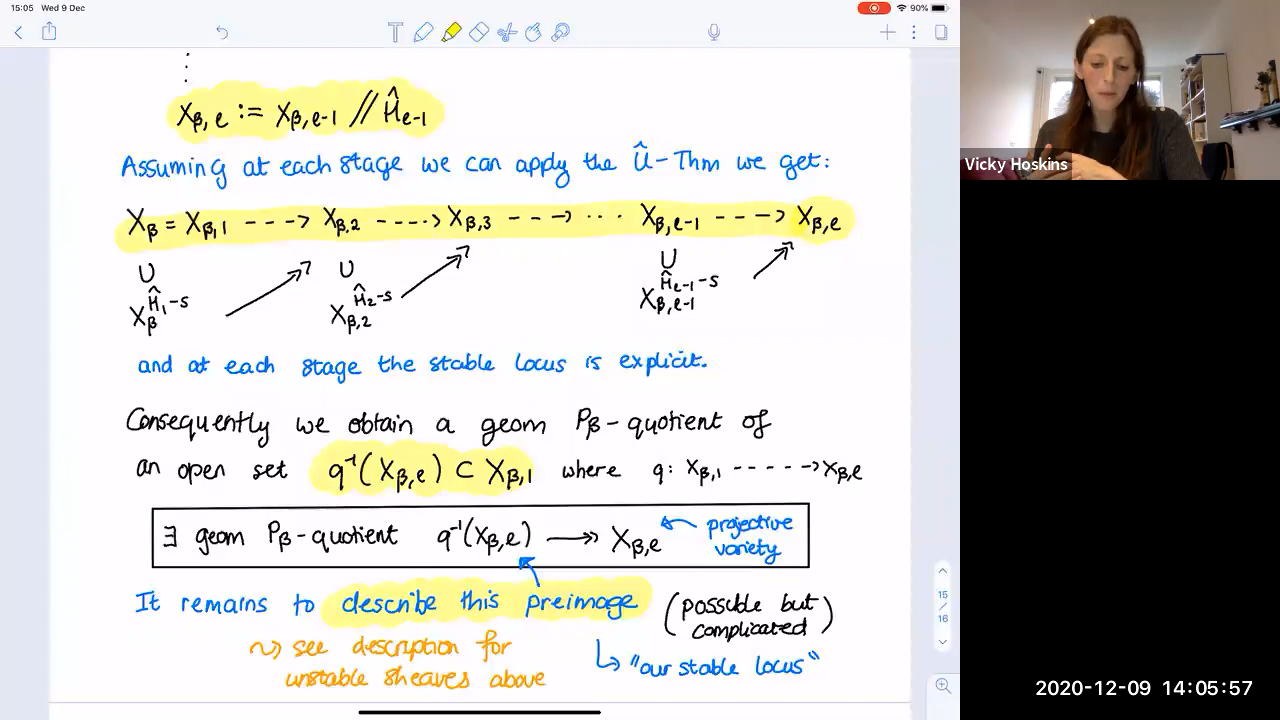 15:05 Wed 9 Dec
90%
X_{β,e} := X_{β,e-1} // Ĥ_{e-1}
Assuming at each stage we can apply the Û-Thm we get:
X_β = X_{β,1} ---> X_{β,2} ----> X_{β,3} ---> ... X_{β,e-1} ---> X_{β,e}
∪ ∪ ∪
X_β^{Ĥ_1-s} X_{β,2}^{Ĥ_2-s} X_{β,e-1}^{Ĥ_{e-1}-s}
and at each stage the stable locus is explicit.
Consequently we obtain a geom P_β-quotient of
an open set q^{-1}(X_{β,e}) ⊂ X_{β,1} where q: X_{β,1} -----> X_{β,e}
∃ geom P_β-quotient q^{-1}(X_{β,e}) ↠ X_{β,e} ← projective variety
It remains to describe this preimage (possible but complicated)
↝ see description for
unstable sheaves above
↳ "our stable locus"
15
/
16
Vicky Hoskins
2020-12-09 14:05:57